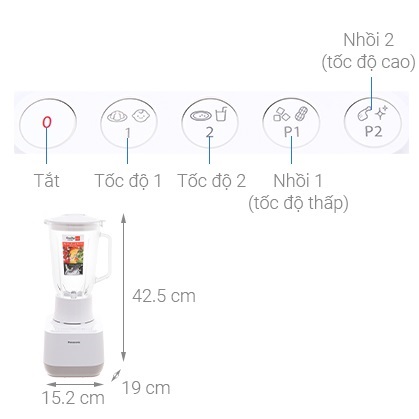 Nhồi 2
(tốc độ cao)
0
1
2
P1
P2
Tắt
Tốc độ 1
Tốc độ 2
Nhồi 1
(tốc độ thấp)
42.5 cm
Panasonic
19 cm
15.2 cm